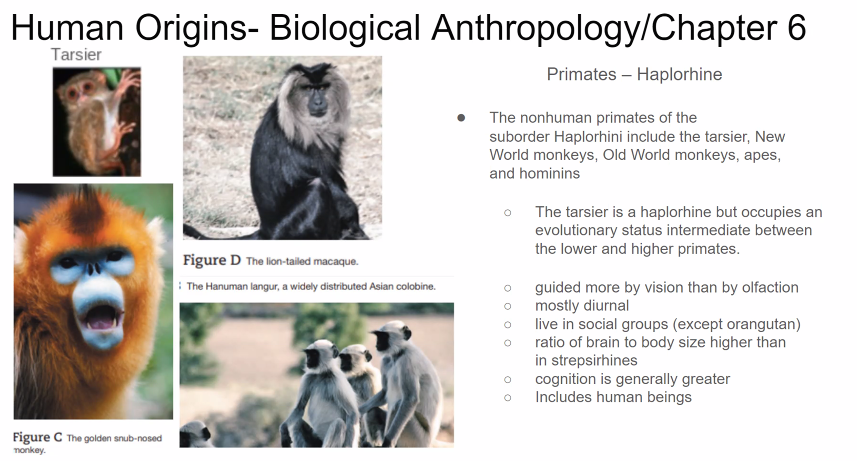 Human Origins- Biological Anthropology/Chapter 6
Tarsier
Figure D The lion-tailed macaque.
The Hanuman langur, a widely distributed Asian colobine.
Figure C The golden snub-nosed
monkey.
Primates – Haplorhine
● The nonhuman primates of the
suborder Haplorhini include the tarsier, New
World monkeys, Old World monkeys, apes,
and hominins
○ The tarsier is a haplorhine but occupies an
evolutionary status intermediate between
the lower and higher primates.
○ guided more by vision than by olfaction
○ mostly diurnal
○ live in social groups (except orangutan)
○ ratio of brain to body size higher than
in strepsirhines
○ cognition is generally greater
○ Includes human beings